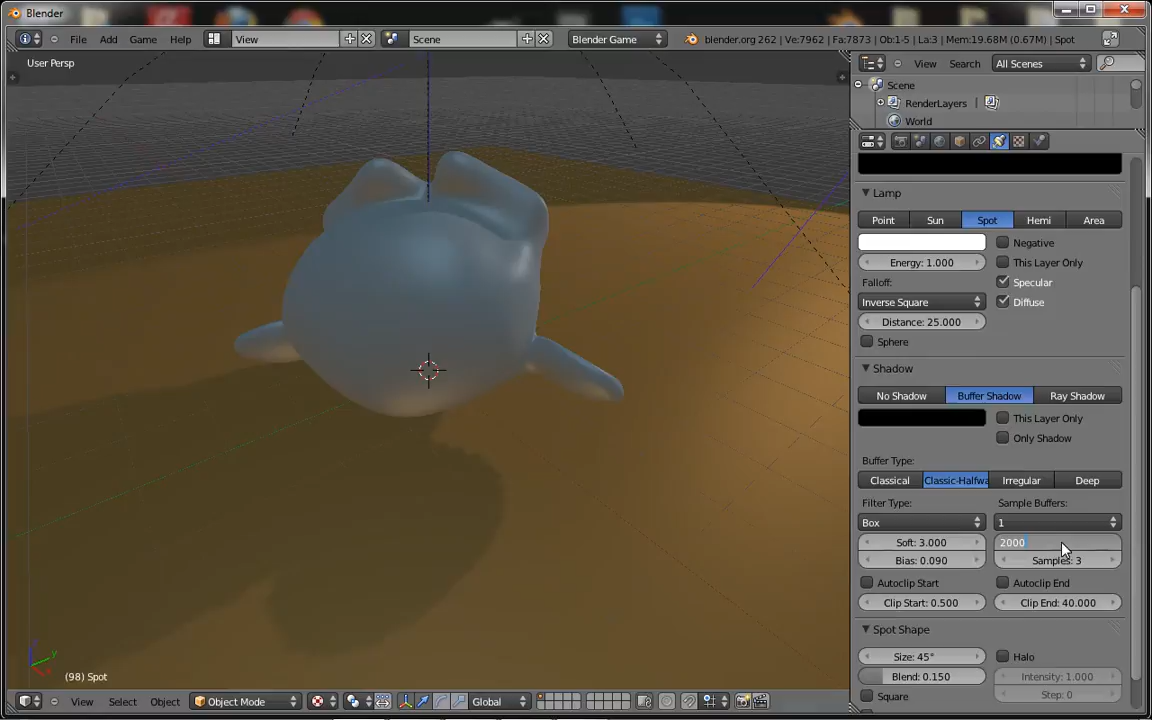 Blender
File Add Game Help View Scene Blender Game blender.org 262 | Ve:7962 | Fa:7873 | Ob:1-5 | La:3 | Mem:19.68M (0.67M) | Spot
User Persp
View Search All Scenes
Scene
RenderLayers
World
Lamp
Point Sun Spot Hemi Area
Negative
Energy: 1.000 This Layer Only
Falloff: Specular
Inverse Square Diffuse
Distance: 25.000
Sphere
Shadow
No Shadow Buffer Shadow Ray Shadow
This Layer Only
Only Shadow
Buffer Type:
Classical Classic-Halfwa Irregular Deep
Filter Type: Sample Buffers:
Box 1
Soft: 3.000 2000
Bias: 0.090 Samples: 3
Autoclip Start Autoclip End
Clip Start: 0.500 Clip End: 40.000
Spot Shape
Size: 45° Halo
Blend: 0.150 Intensity: 1.000
Square Step: 0
(98) Spot
View Select Object Object Mode Global